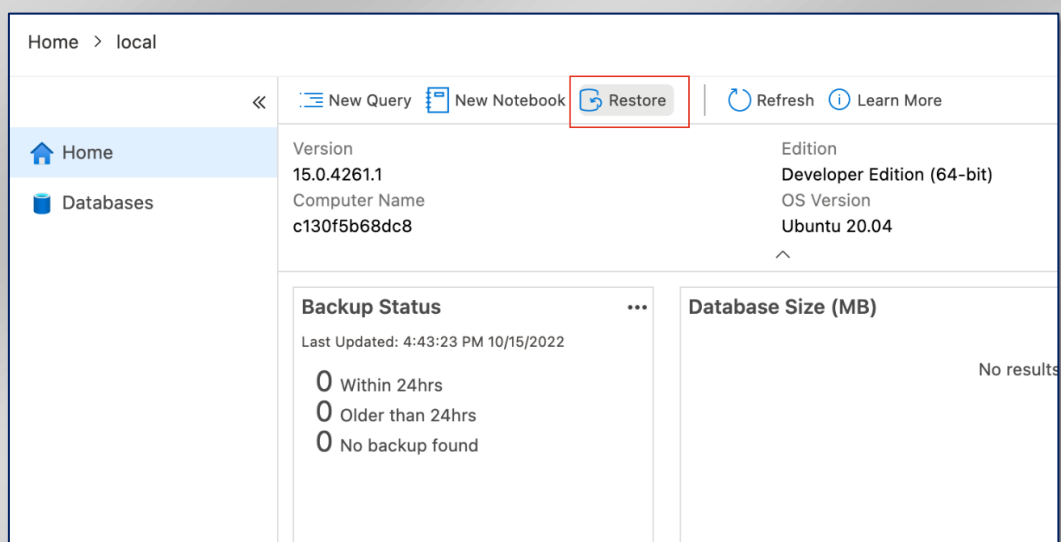 Home > local
« New Query New Notebook Restore Refresh Learn More
Home
Databases
Version
15.0.4261.1
Computer Name
c130f5b68dc8
Edition
Developer Edition (64-bit)
OS Version
Ubuntu 20.04
Backup Status
Last Updated: 4:43:23 PM 10/15/2022
0 Within 24hrs
0 Older than 24hrs
0 No backup found
Database Size (MB)
No results